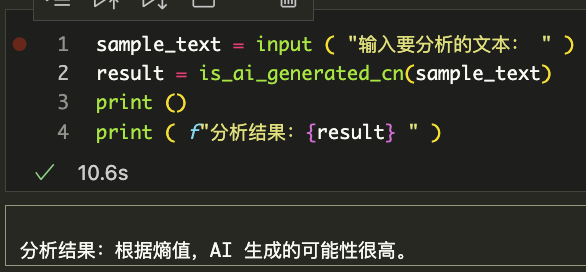 1 sample_text = input ( "输入要分析的文本： " )
2 result = is_ai_generated_cn(sample_text)
3 print ()
4 print ( f"分析结果：{result} " )
10.6s
分析结果：根据熵值，AI 生成的可能性很高。